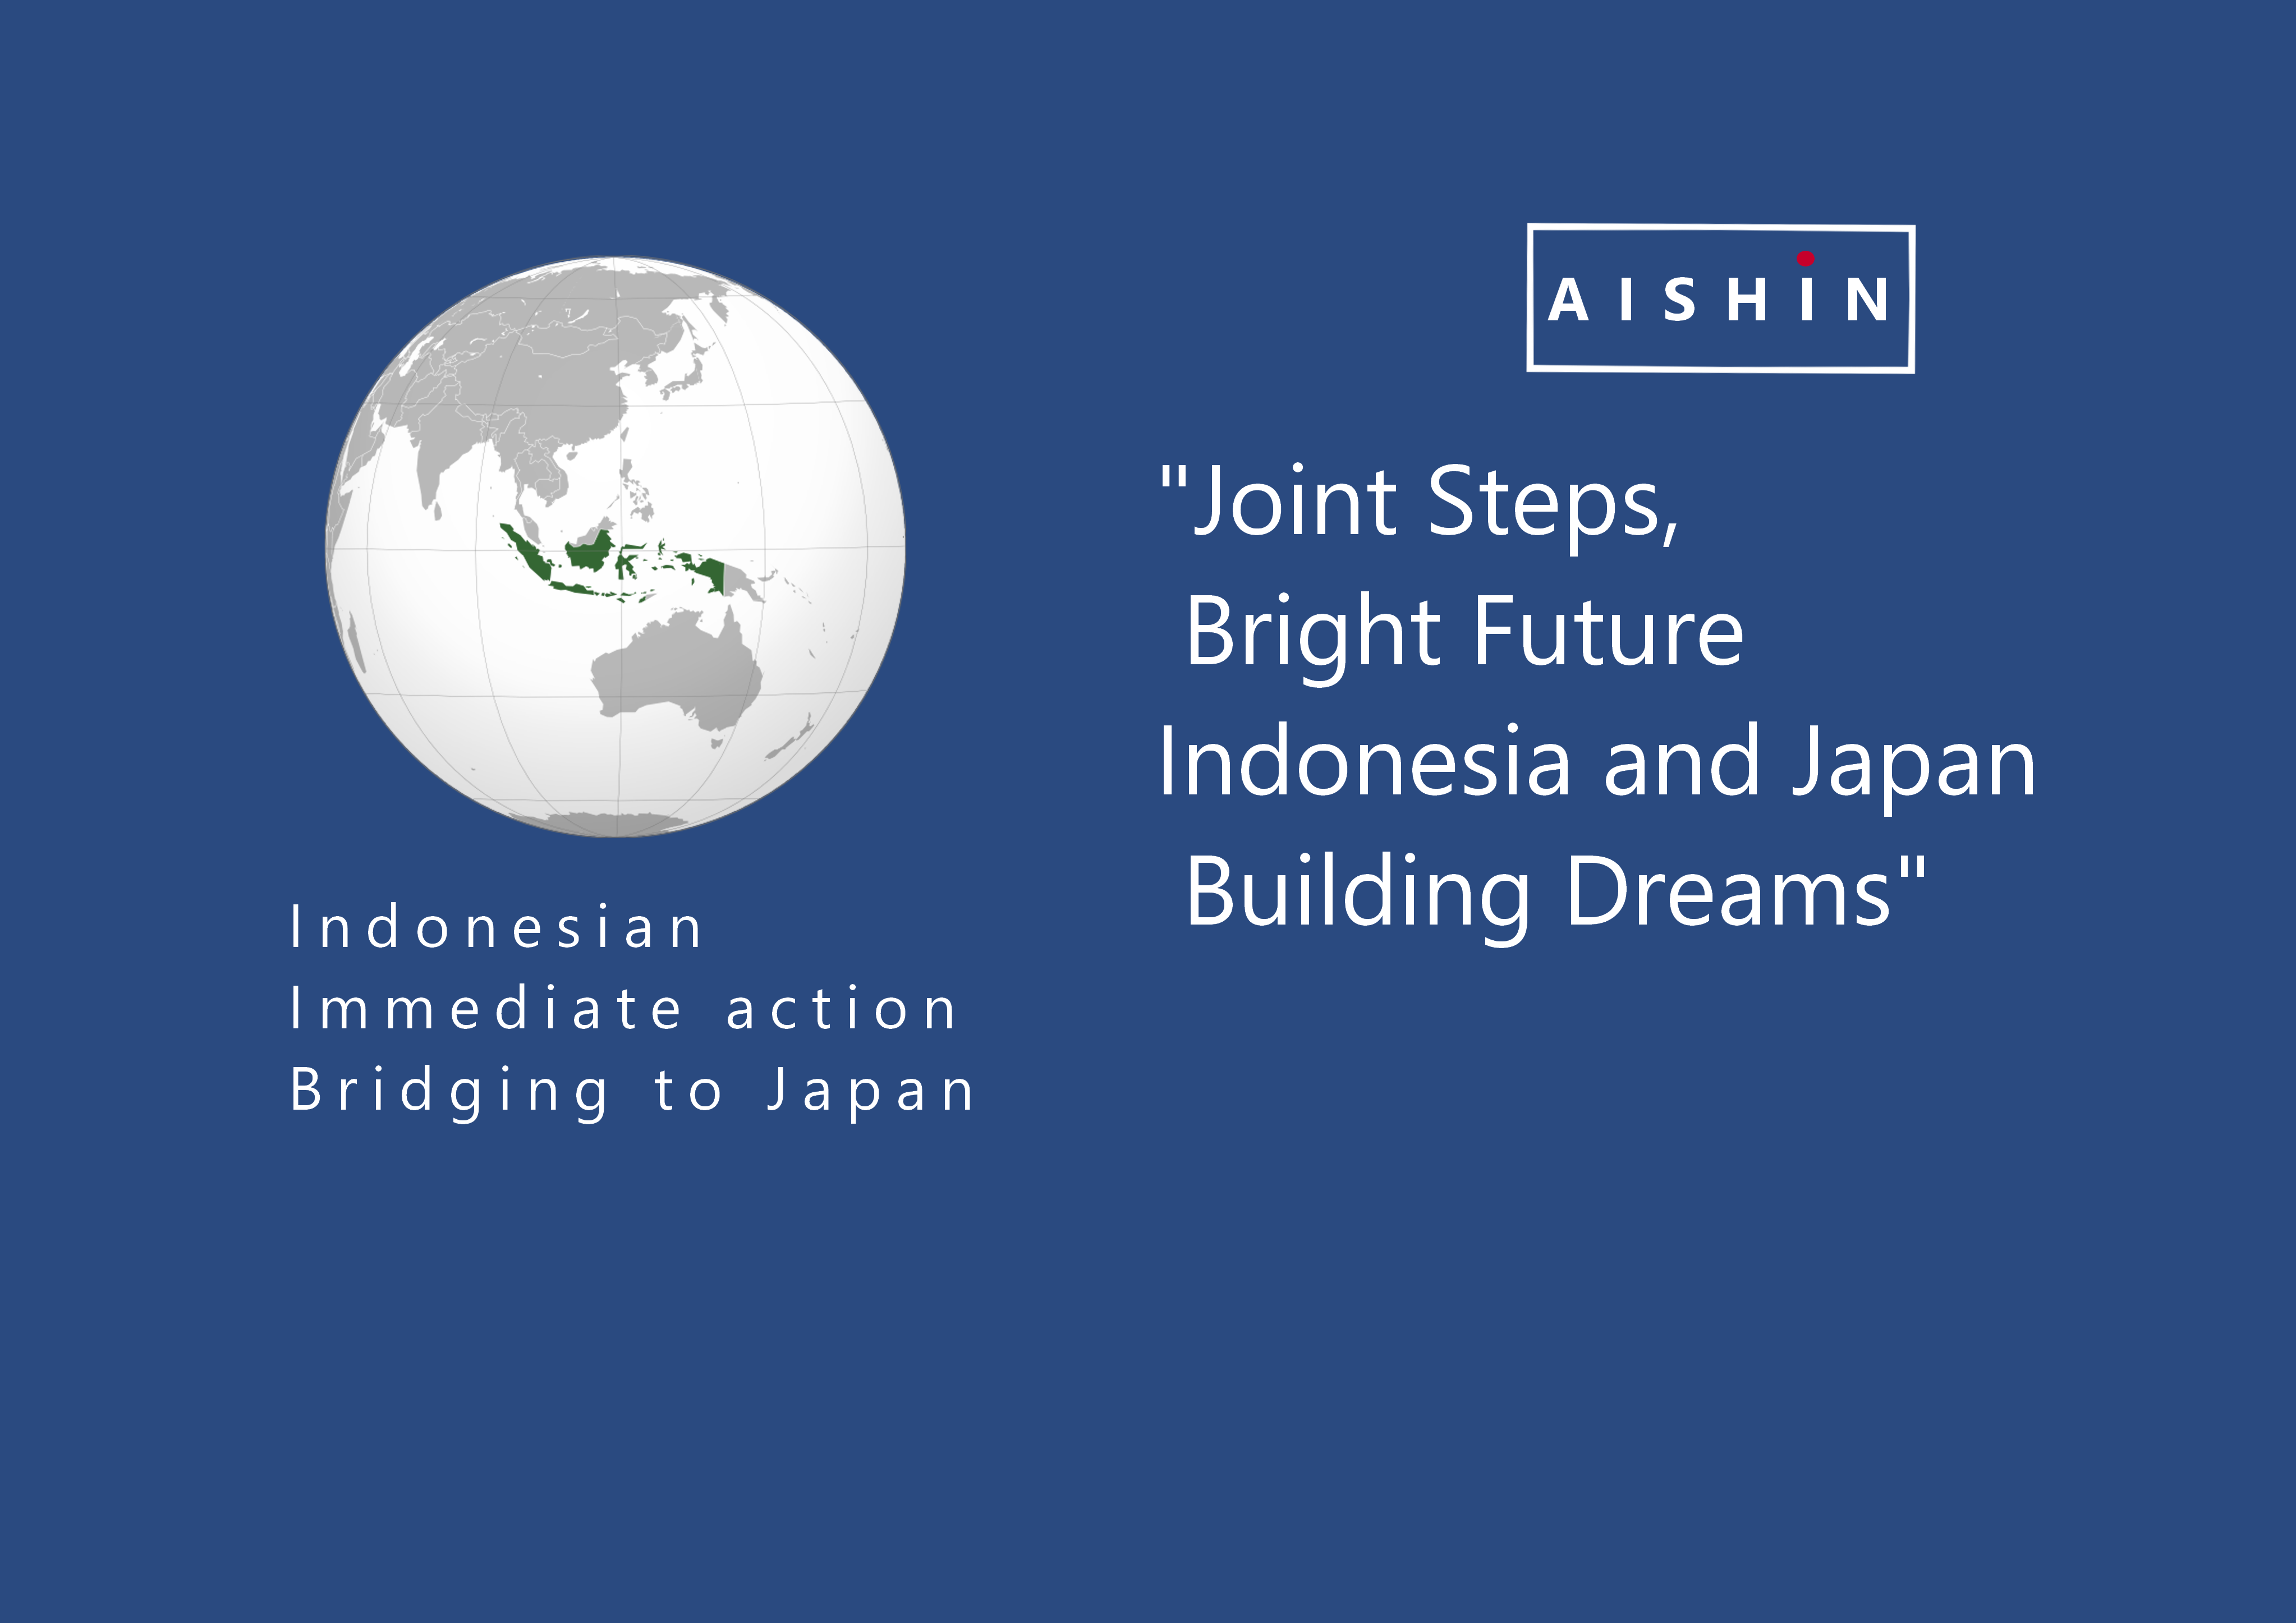 AISHIN
"Joint Steps,
Bright Future
Indonesia and Japan
Building Dreams"
Indonesian
Immediate action
Bridging to Japan